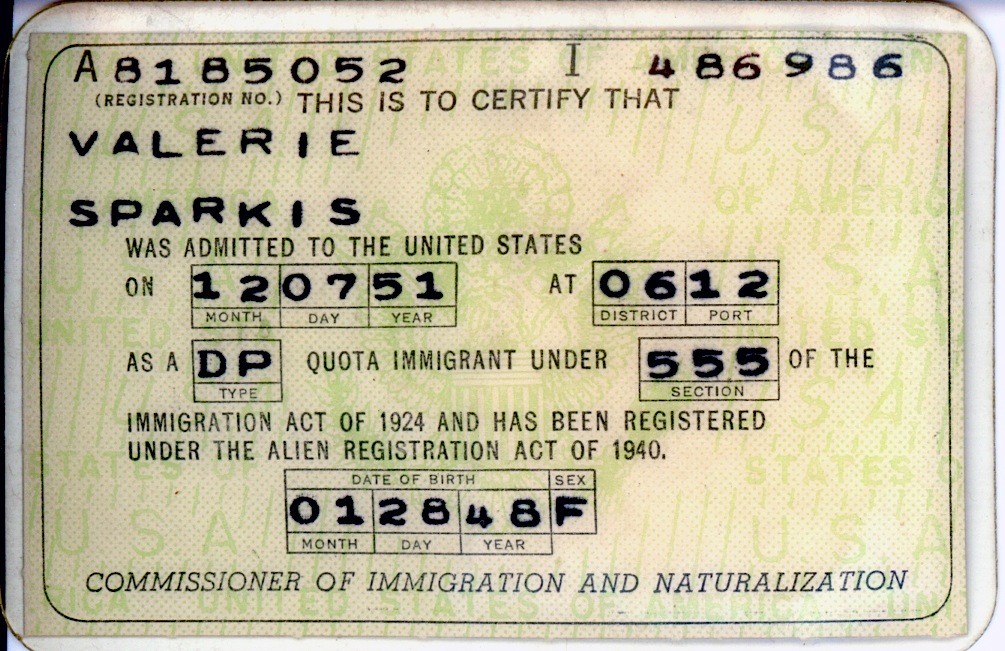 A8185052 I 486986
(REGISTRATION NO.) THIS IS TO CERTIFY THAT
VALERIE
SPARKIS
WAS ADMITTED TO THE UNITED STATES
ON 12 07 51 AT 06 12
MONTH DAY YEAR DISTRICT PORT
AS A DP QUOTA IMMIGRANT UNDER 555 OF THE
TYPE SECTION
IMMIGRATION ACT OF 1924 AND HAS BEEN REGISTERED
UNDER THE ALIEN REGISTRATION ACT OF 1940.
DATE OF BIRTH SEX
01 28 48 F
MONTH DAY YEAR
COMMISSIONER OF IMMIGRATION AND NATURALIZATION